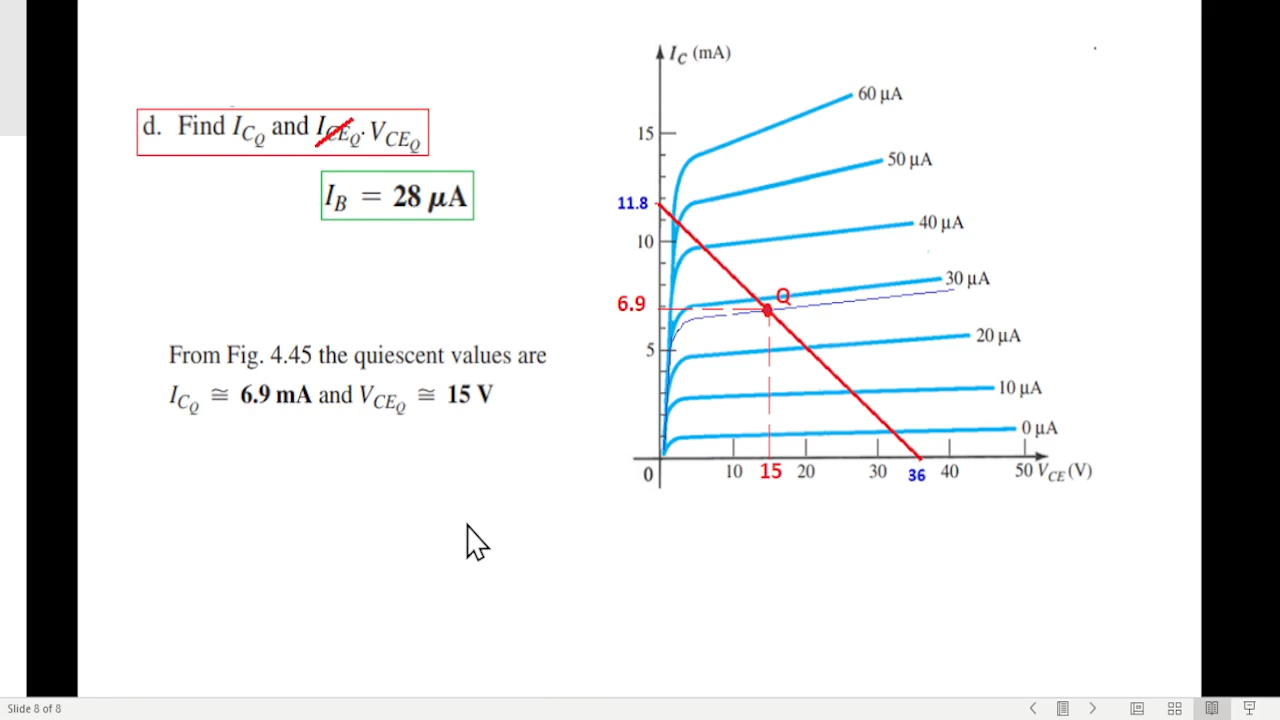 d. Find I_CQ and I_CEQ. V_CEQ
I_B = 28 µA
From Fig. 4.45 the quiescent values are
I_CQ ≅ 6.9 mA and V_CEQ ≅ 15 V
I_C (mA)
60 µA
15
50 µA
11.8
40 µA
10
30 µA
Q
6.9
20 µA
5
10 µA
0 µA
0 10 15 20 30 36 40 50 V_CE (V)
Slide 8 of 8